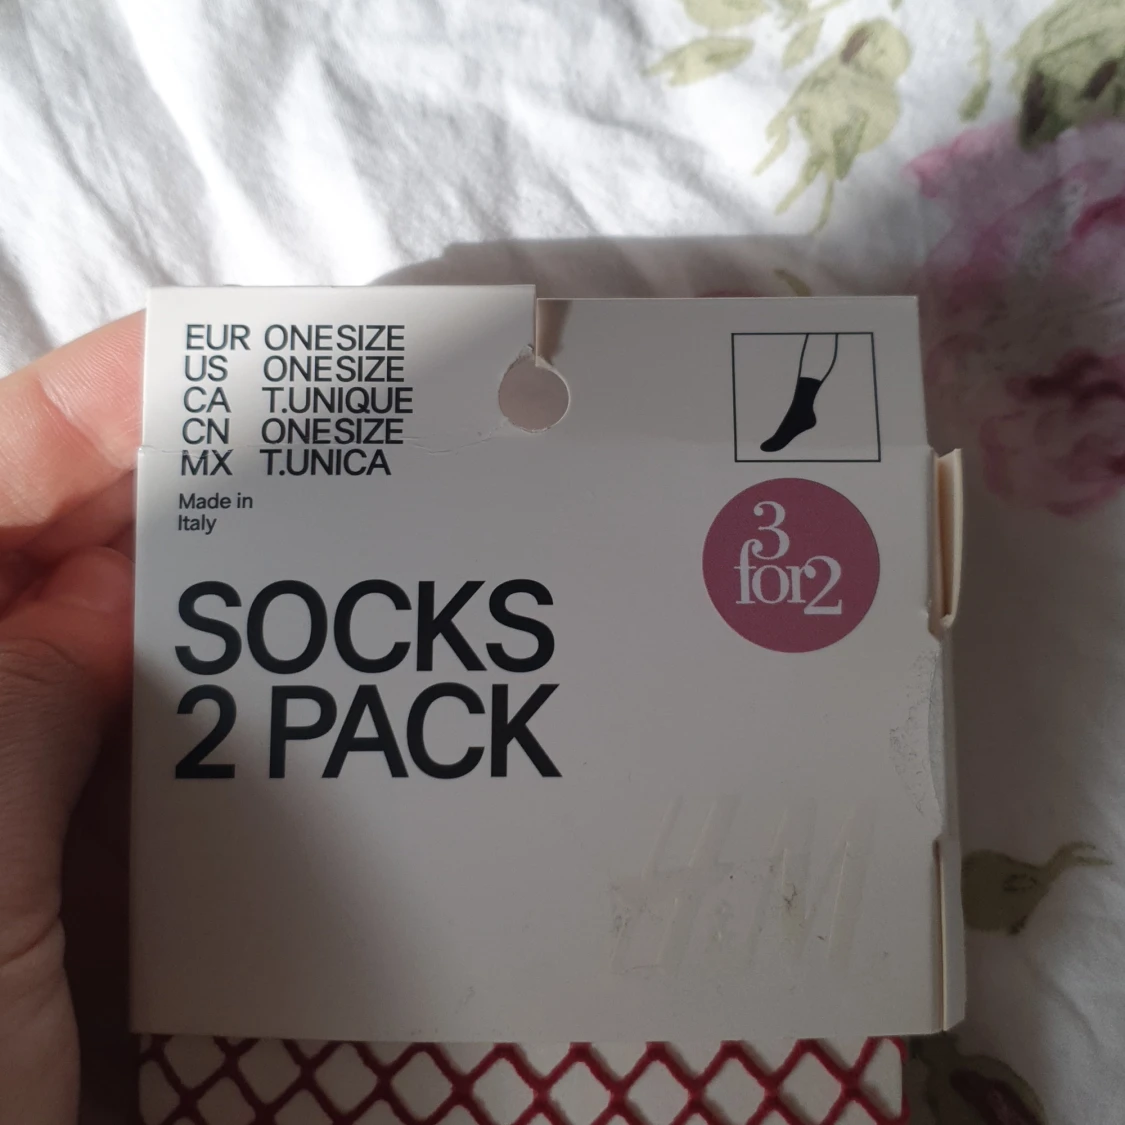 EUR ONESIZE
US ONESIZE
CA T.UNIQUE
CN ONESIZE
MX T.UNICA
Made in
Italy
SOCKS
2 PACK
3
for2
H&M